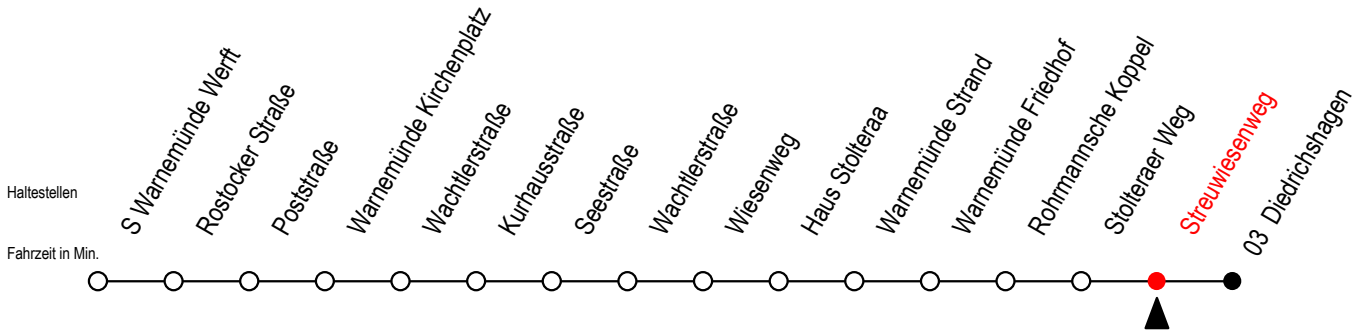 Haltestellen
S Warnemünde Werft
Rostocker Straße
Poststraße
Warnemünde Kirchenplatz
Wachtlerstraße
Kurhausstraße
Seestraße
Wachtlerstraße
Wiesenweg
Haus Stolteraa
Warnemünde Strand
Warnemünde Friedhof
Rohrmannsche Koppel
Stolteraer Weg
Streuwiesenweg
03 Diedrichshagen
Fahrzeit in Min.